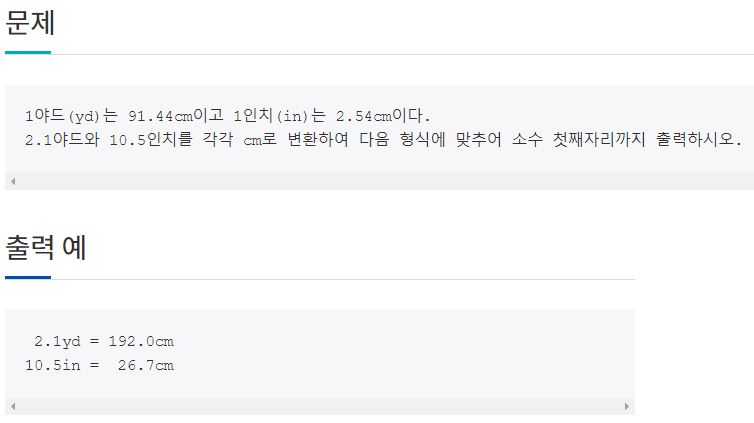 문제
1야드(yd)는 91.44cm이고 1인치(in)는 2.54cm이다.
2.1야드와 10.5인치를 각각 cm로 변환하여 다음 형식에 맞추어 소수 첫째자리까지 출력하시오.
출력 예
 2.1yd = 192.0cm
10.5in =  26.7cm